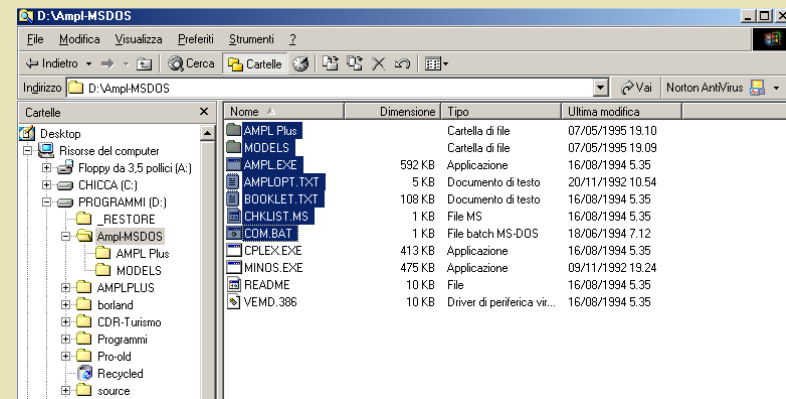 D:\Ampl-MSDOS
File Modifica Visualizza Preferiti Strumenti ?
Indietro Cerca Cartelle
Indirizzo D:\Ampl-MSDOS Vai Norton AntiVirus
Cartelle × Nome Dimensione Tipo Ultima modifica
Desktop
Risorse del computer
Floppy da 3,5 pollici (A:)
CHICCA (C:)
PROGRAMMI (D:)
_RESTORE
Ampl-MSDOS
AMPL Plus
MODELS
AMPLPLUS
borland
CDR-Turismo
Programmi
Pro-old
Recycled
source
AMPL Plus Cartella di file 07/05/1995 19.10
MODELS Cartella di file 07/05/1995 19.09
AMPL.EXE 592 KB Applicazione 16/08/1994 5.35
AMPLOPT.TXT 5 KB Documento di testo 20/11/1992 10.54
BOOKLET.TXT 108 KB Documento di testo 16/08/1994 5.35
CHKLIST.MS 1 KB File MS 16/08/1994 5.35
COM.BAT 1 KB File batch MS-DOS 18/06/1994 7.12
CPLEX.EXE 413 KB Applicazione 16/08/1994 5.35
MINOS.EXE 475 KB Applicazione 09/11/1992 19.24
README 10 KB File 16/08/1994 5.35
VEMD.386 10 KB Driver di periferica vir... 16/08/1994 5.35